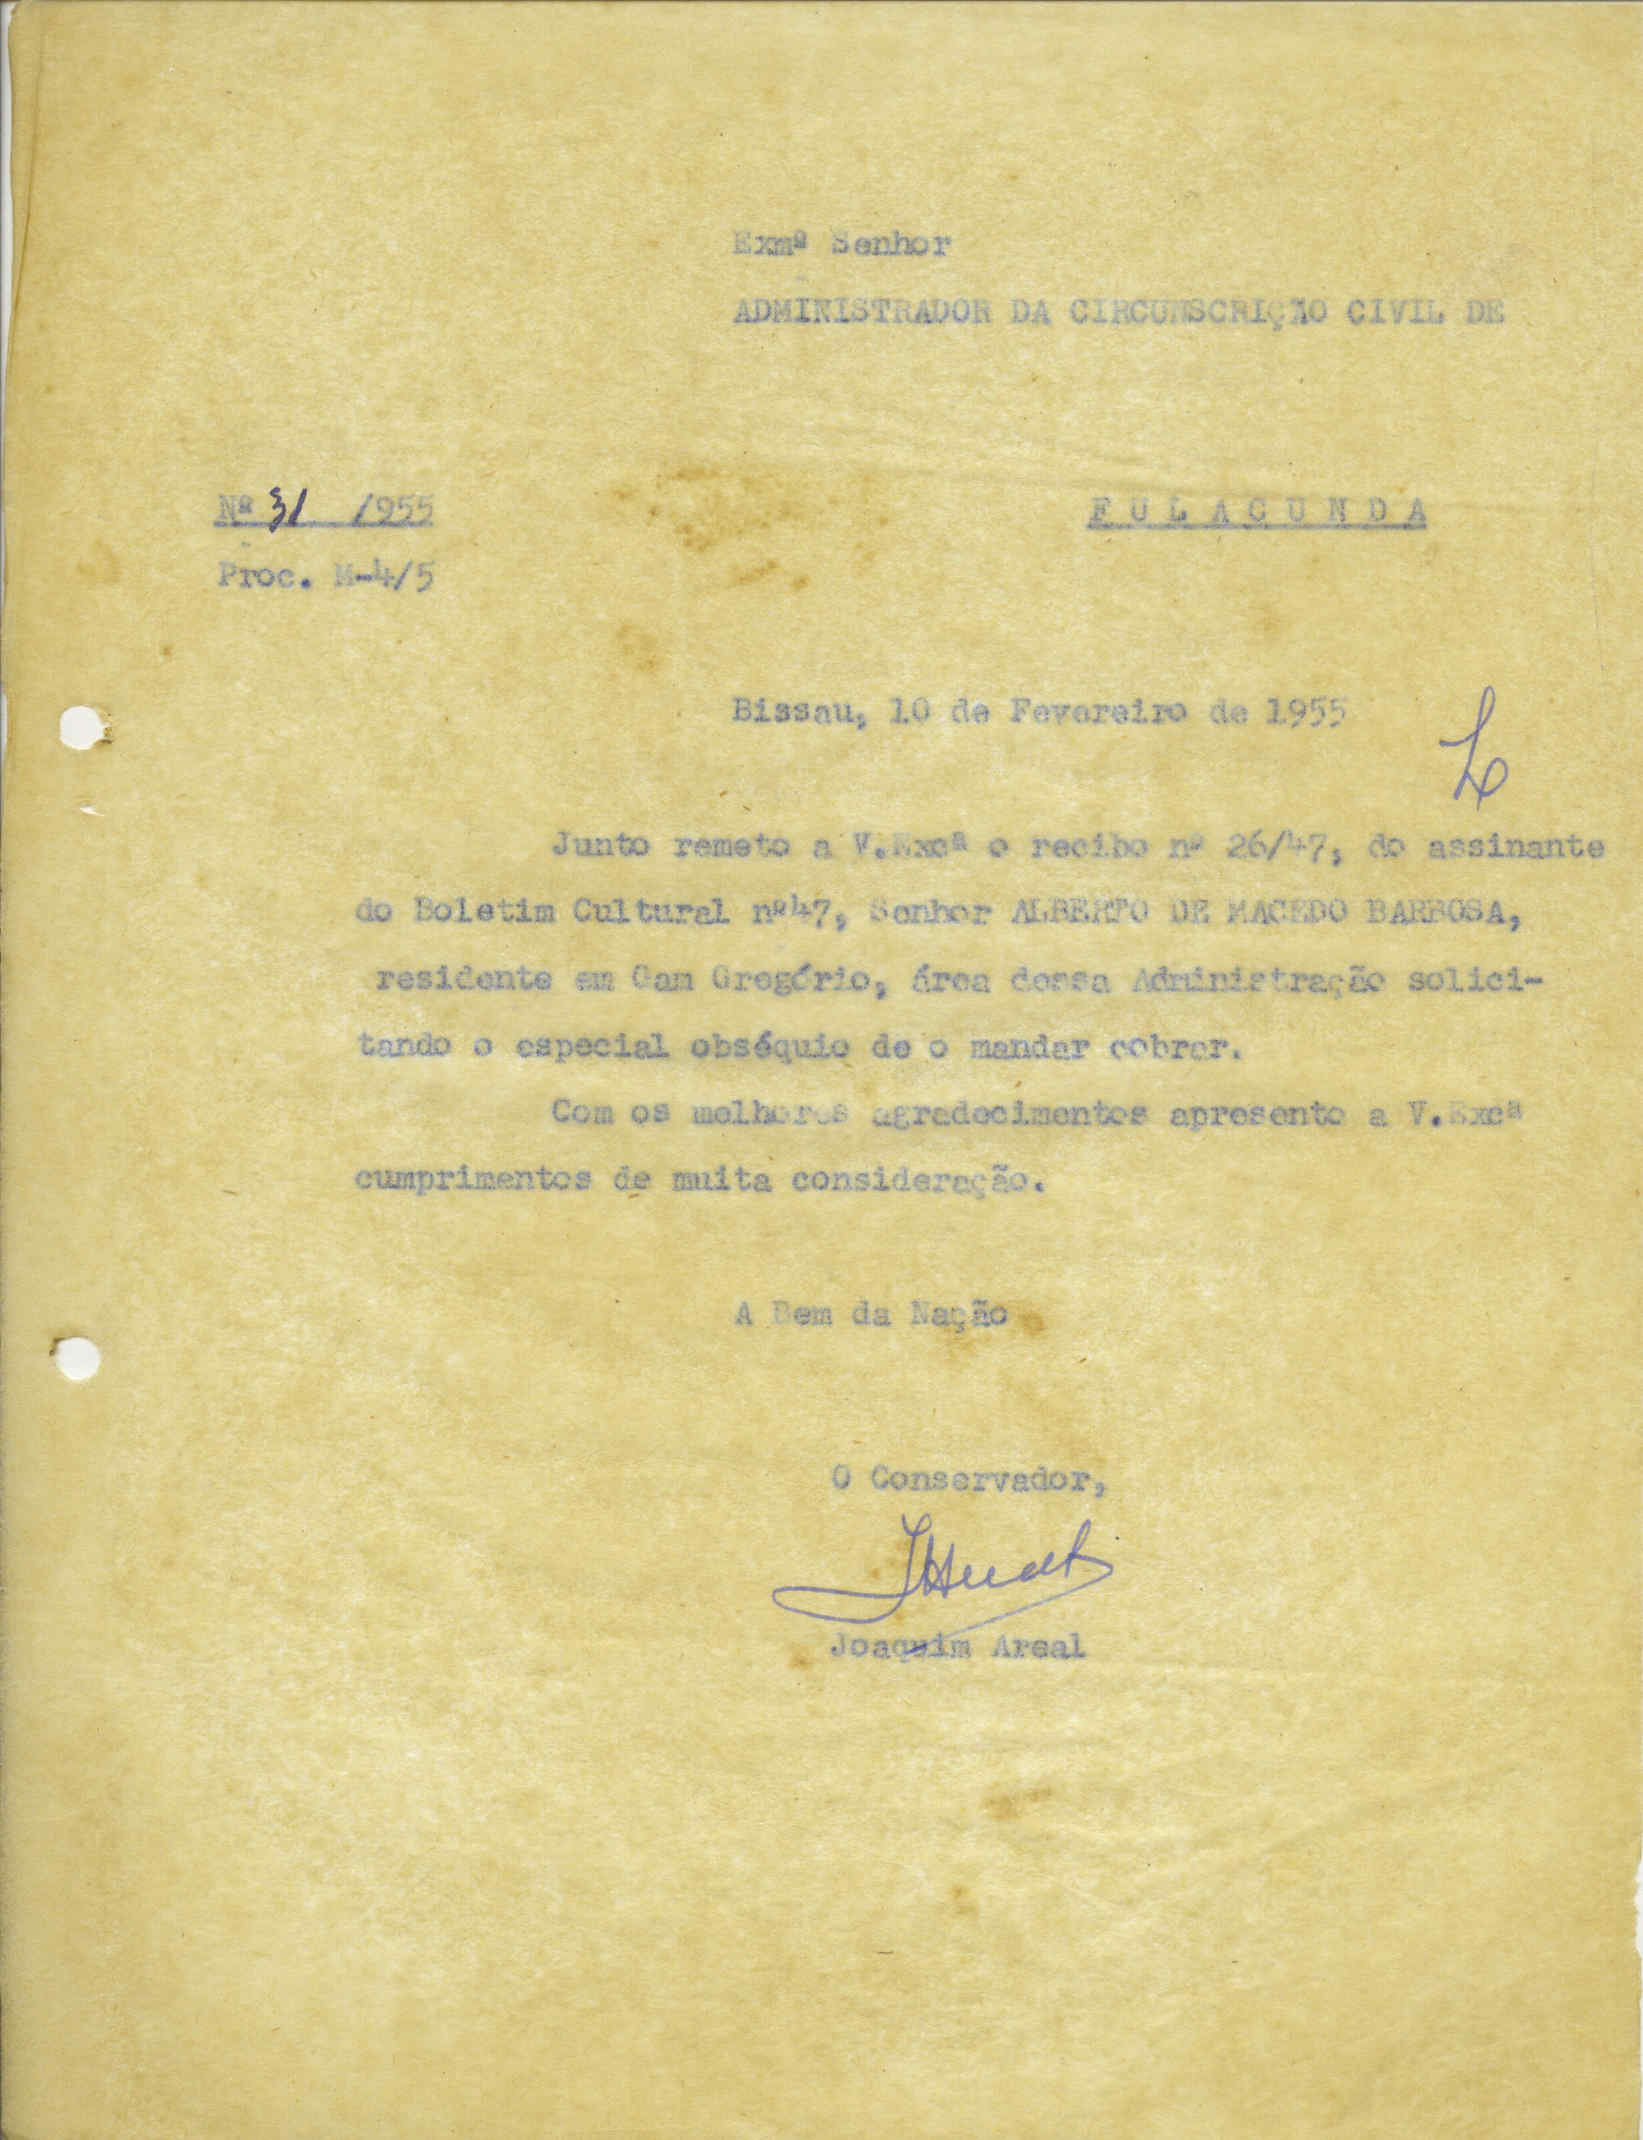 Exmº Senhor
ADMINISTRADOR DA CIRCUNSCRIÇÃO CIVIL DE
Nº 31 /955
F U L A C U N D A
Proc. M-4/5
Bissau, 10 de Fevereiro de 1955
Junto remeto a V.Excª o recibo nº 26/47, do assinante
do Boletim Cultural nº47, Senhor ALBERTO DE MACEDO BARBOSA,
residente em Gam Gregório, área dessa Administração solici-
tando o especial obséquio de o mandar cobrar.
Com os melhores agradecimentos apresento a V.Excª
cumprimentos de muita consideração.
A Bem da Nação
O Conservador,
Joaquim Areal